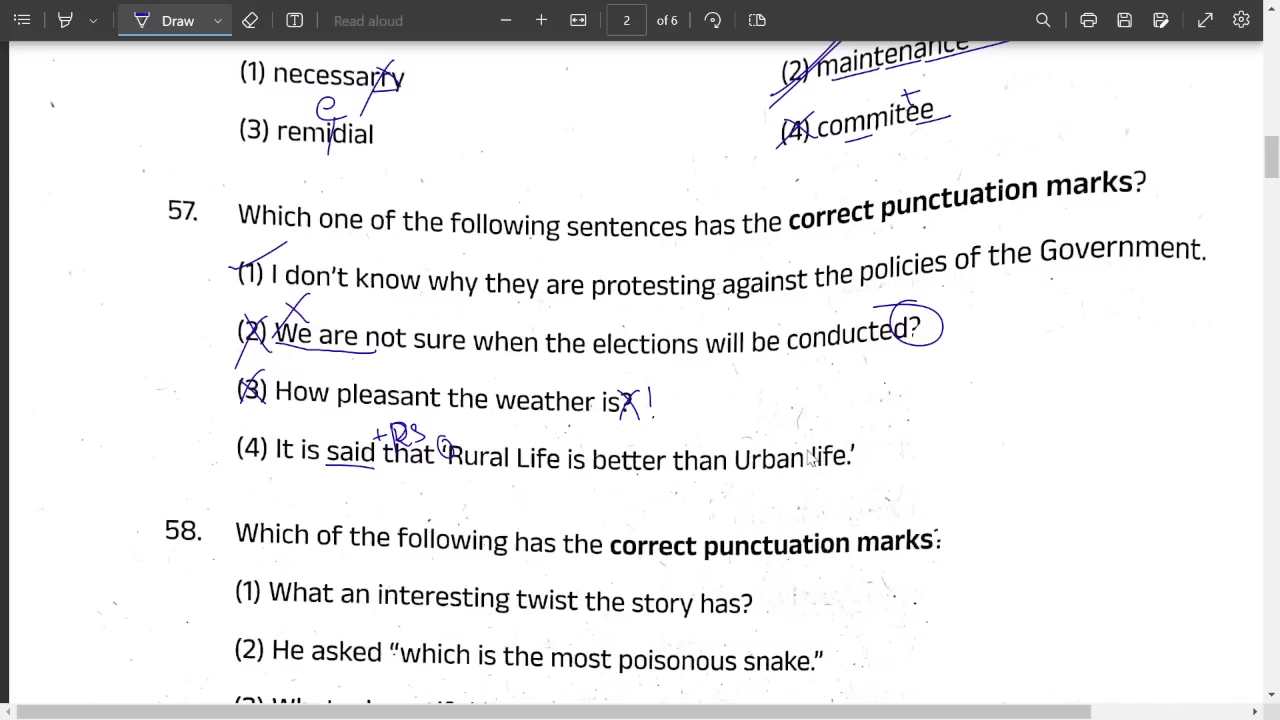 Draw
Read aloud
2 of 6
(1) necessarry
(2) maintenance
e
(3) remidial
t
(4) commitee
57. Which one of the following sentences has the correct punctuation marks?
(1) I don't know why they are protesting against the policies of the Government.
(2) We are not sure when the elections will be conducted?
(3) How pleasant the weather is? !
+ RS
(4) It is said that 'Rural Life is better than Urban life.'
58. Which of the following has the correct punctuation marks:
(1) What an interesting twist the story has?
(2) He asked “which is the most poisonous snake.”